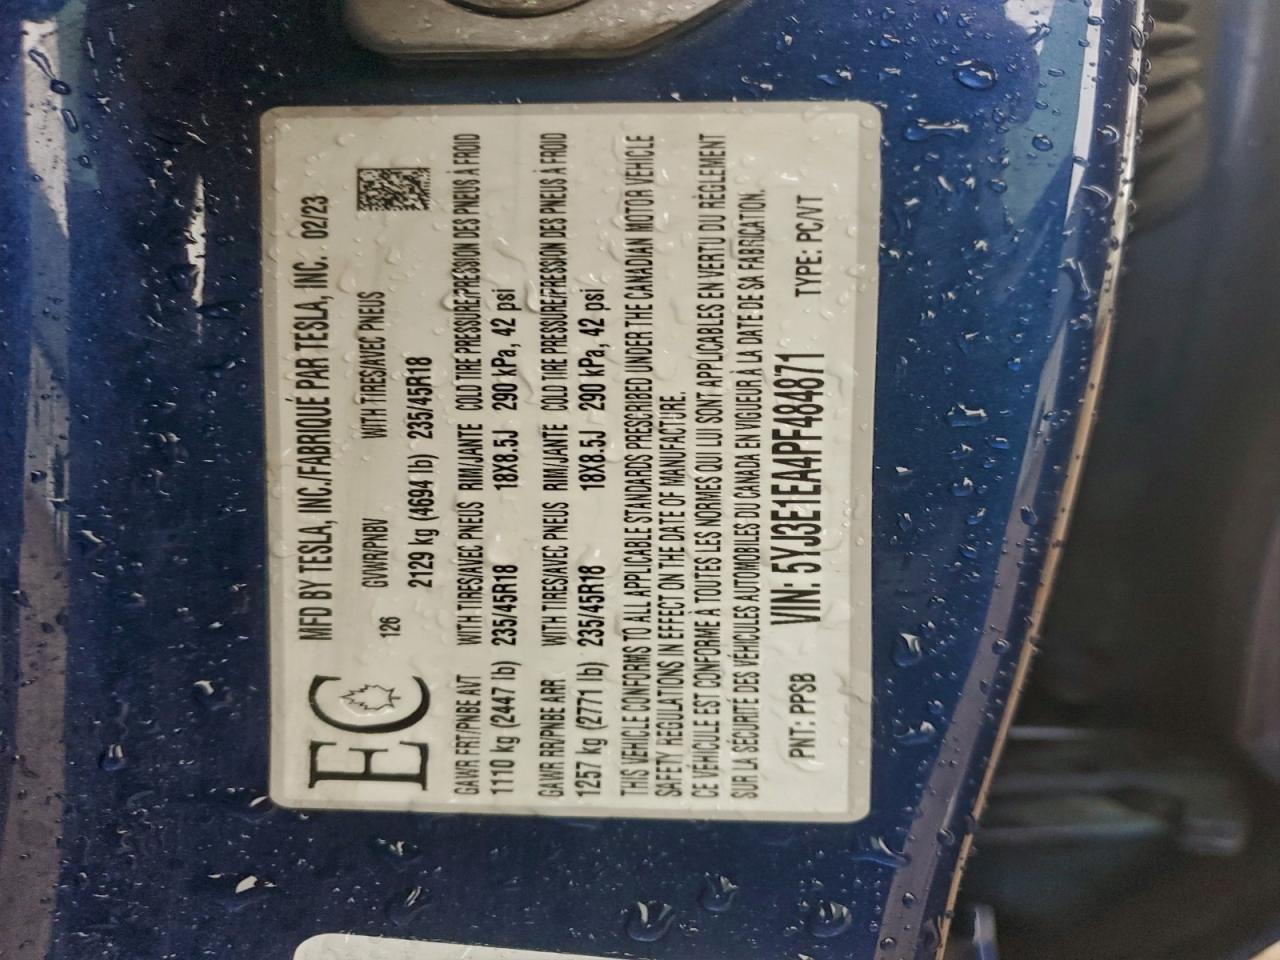 EC
MFD BY TESLA, INC./FABRIQUÉ PAR TESLA, INC. 02/23
126 GVWR/PNBV WITH TIRES/AVEC PNEUS
2129 kg (4694 lb) 235/45R18
GAWR FRT/PNBE AVT WITH TIRES/AVEC PNEUS RIM/JANTE COLD TIRE PRESSURE/PRESSION DES PNEUS À FROID
1110 kg (2447 lb) 235/45R18 18X8.5J 290 kPa, 42 psi
GAWR RR/PNBE ARR WITH TIRES/AVEC PNEUS RIM/JANTE COLD TIRE PRESSURE/PRESSION DES PNEUS À FROID
1257 kg (2771 lb) 235/45R18 18X8.5J 290 kPa, 42 psi
THIS VEHICLE CONFORMS TO ALL APPLICABLE STANDARDS PRESCRIBED UNDER THE CANADIAN MOTOR VEHICLE
SAFETY REGULATIONS IN EFFECT ON THE DATE OF MANUFACTURE.
CE VÉHICULE EST CONFORME À TOUTES LES NORMES QUI LUI SONT APPLICABLES EN VERTU DU RÈGLEMENT
SUR LA SÉCURITÉ DES VÉHICULES AUTOMOBILES DU CANADA EN VIGUEUR À LA DATE DE SA FABRICATION.
PNT: PPSB VIN: 5YJ3E1EA4PF484871 TYPE: PC/VT